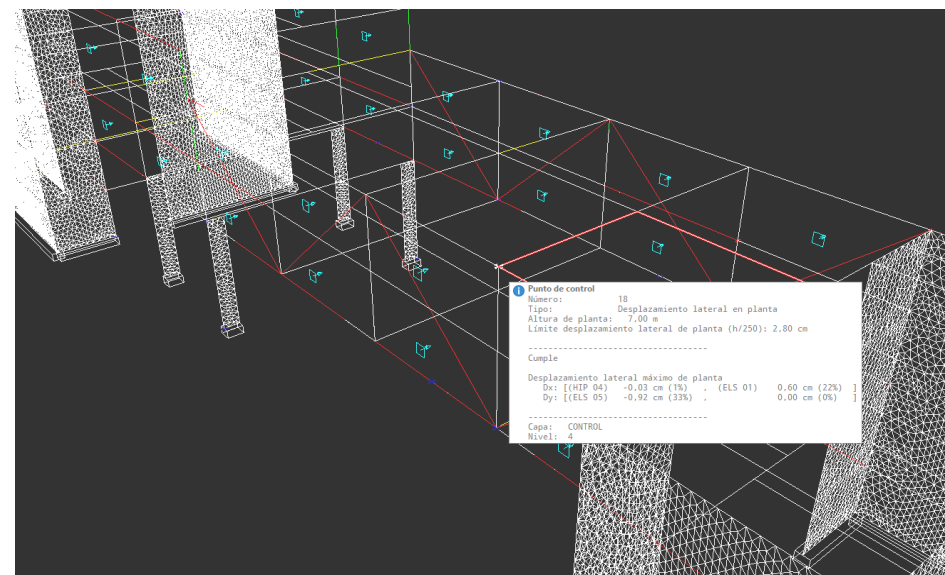 Punto de control
Número: 18
Tipo: Desplazamiento lateral en planta
Altura de planta: 7,00 m
Límite desplazamiento lateral de planta (h/250): 2,80 cm
-----------------------------------
Cumple
Desplazamiento lateral máximo de planta
Dx: [(HIP 04) -0,03 cm (1%) , (ELS 01) 0,60 cm (22%) ]
Dy: [(ELS 05) -0,92 cm (33%) , 0,00 cm (0%) ]
-----------------------------------
Capa: CONTROL
Nivel: 4